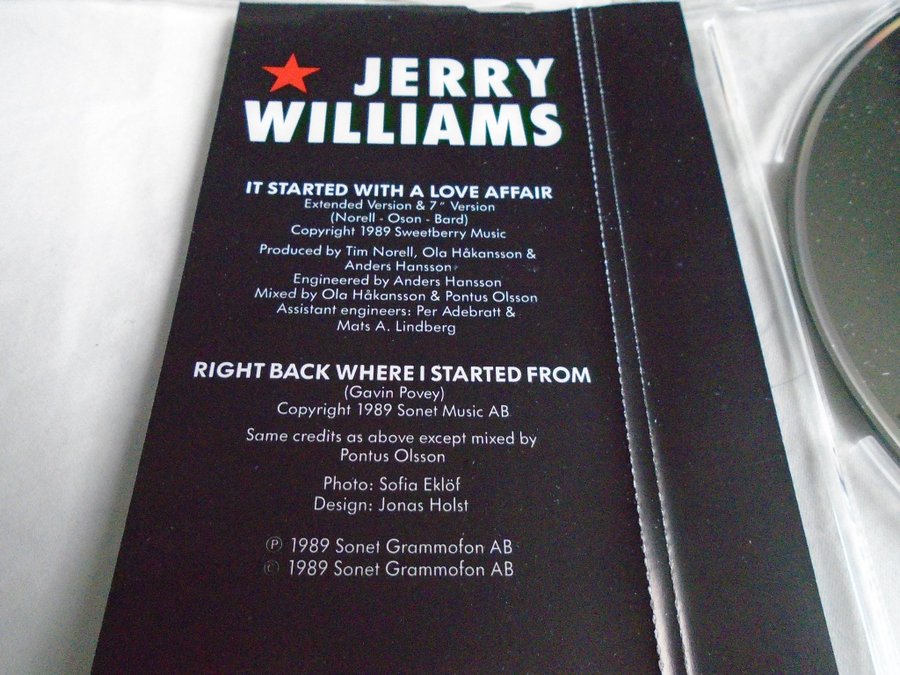 JERRY
WILLIAMS
IT STARTED WITH A LOVE AFFAIR
Extended Version & 7" Version
(Norell - Oson - Bard)
Copyright 1989 Sweetberry Music
Produced by Tim Norell, Ola Håkansson &
Anders Hansson
Engineered by Anders Hansson
Mixed by Ola Håkansson & Pontus Olsson
Assistant engineers: Per Adebratt &
Mats A. Lindberg
RIGHT BACK WHERE I STARTED FROM
(Gavin Povey)
Copyright 1989 Sonet Music AB
Same credits as above except mixed by
Pontus Olsson
Photo: Sofia Eklöf
Design: Jonas Holst
℗ 1989 Sonet Grammofon AB
© 1989 Sonet Grammofon AB